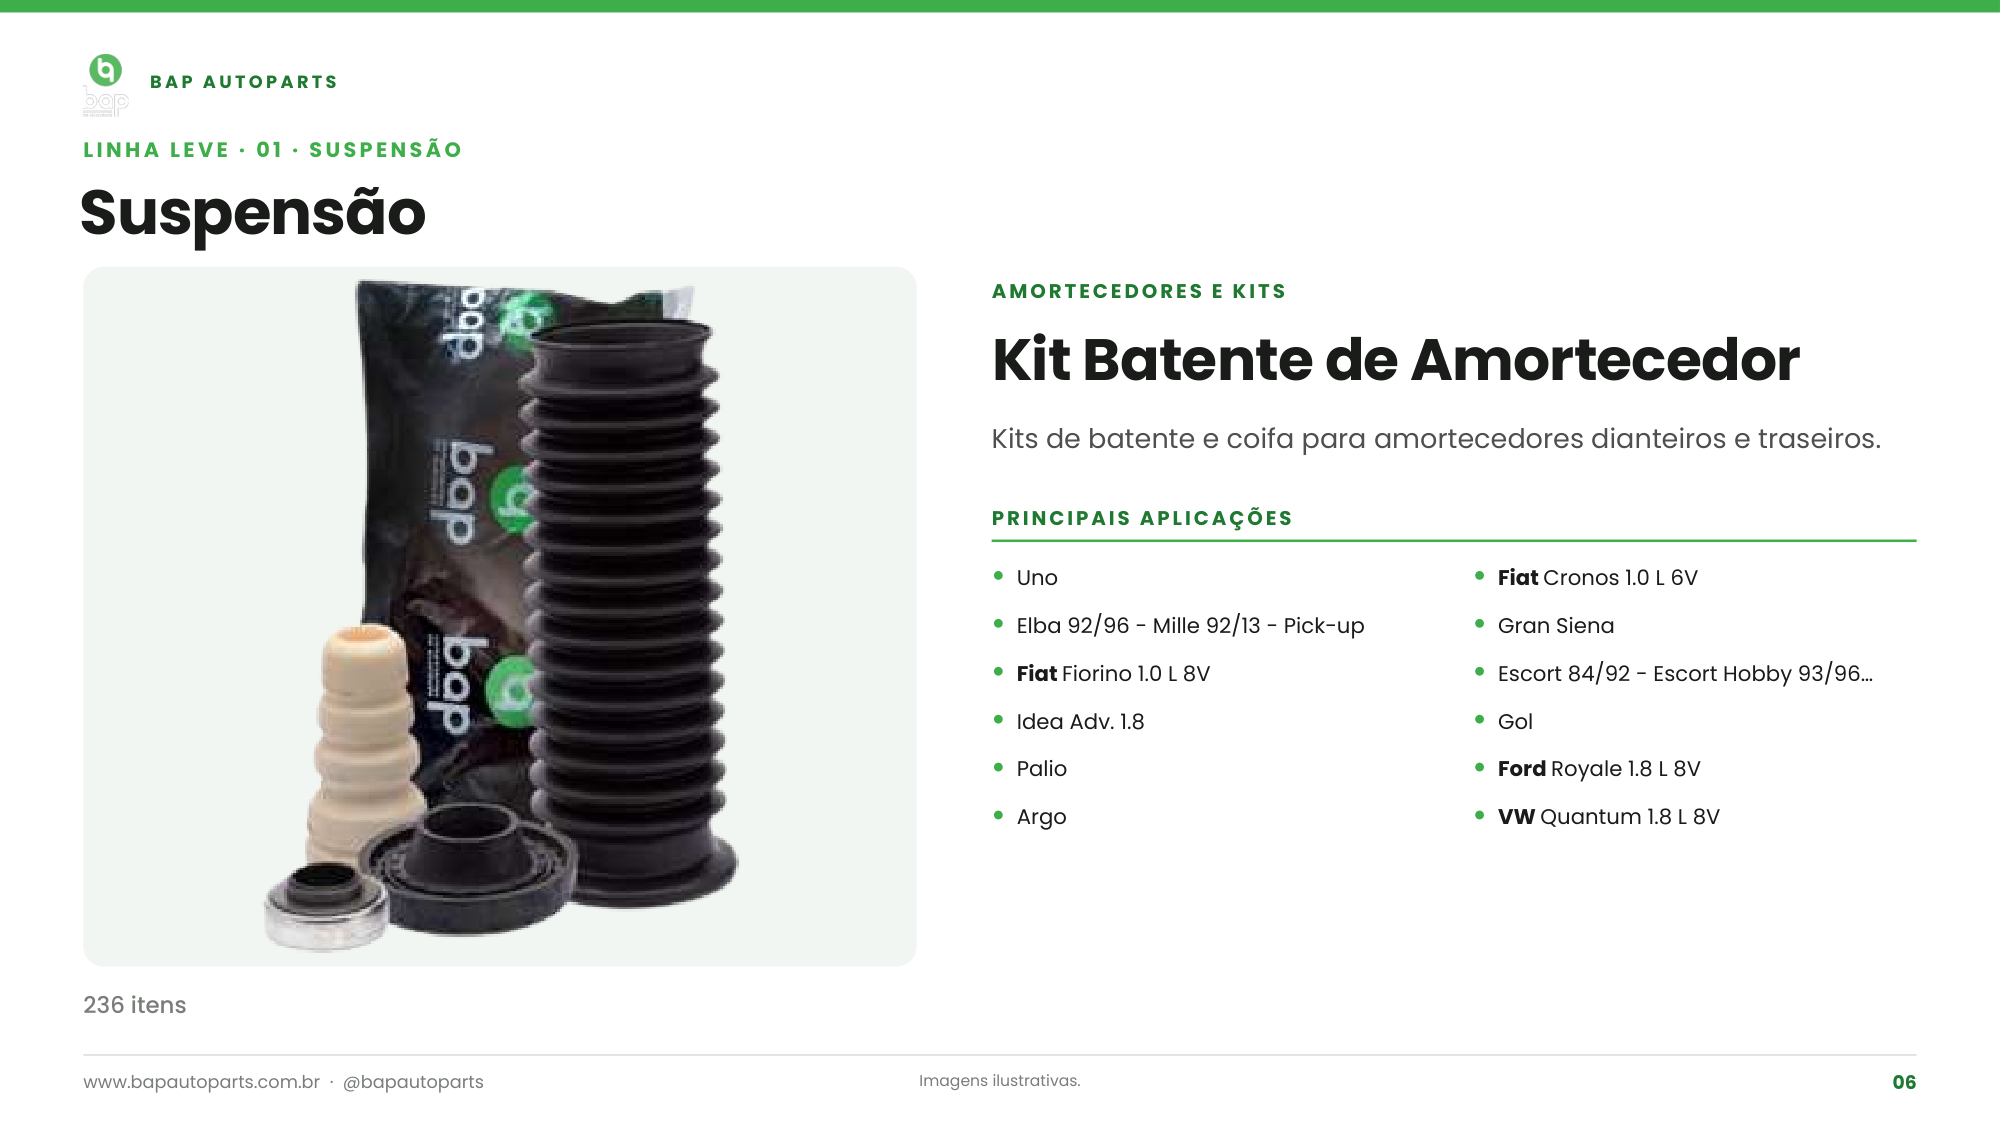 bap
BAP AUTOPARTS
LINHA LEVE · 01 · SUSPENSÃO
Suspensão
bap
bap
bap
AMORTECEDORES E KITS
Kit Batente de Amortecedor
Kits de batente e coifa para amortecedores dianteiros e traseiros.
PRINCIPAIS APLICAÇÕES
• Uno
• Elba 92/96 - Mille 92/13 - Pick-up
• Fiat Fiorino 1.0 L 8V
• Idea Adv. 1.8
• Palio
• Argo
• Fiat Cronos 1.0 L 6V
• Gran Siena
• Escort 84/92 - Escort Hobby 93/96…
• Gol
• Ford Royale 1.8 L 8V
• VW Quantum 1.8 L 8V
236 itens
www.bapautoparts.com.br · @bapautoparts
Imagens ilustrativas.
06